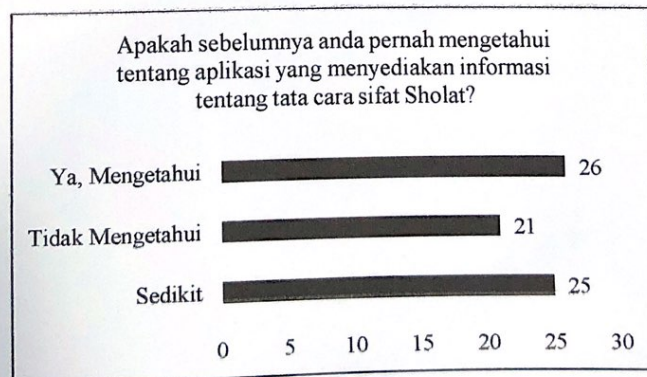 Apakah sebelumnya anda pernah mengetahui
tentang aplikasi yang menyediakan informasi
tentang tata cara sifat Sholat?
Ya, Mengetahui 26
Tidak Mengetahui 21
Sedikit 25
0 5 10 15 20 25 30